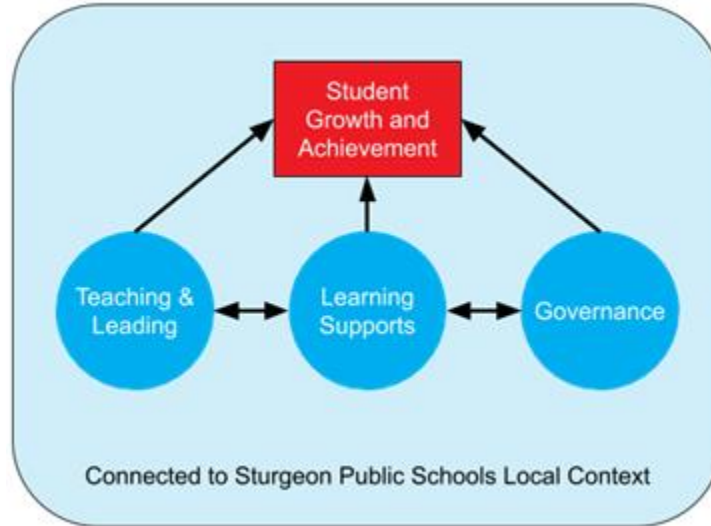 Student
Growth and
Achievement
Teaching &
Leading
Learning
Supports
Governance
Connected to Sturgeon Public Schools Local Context